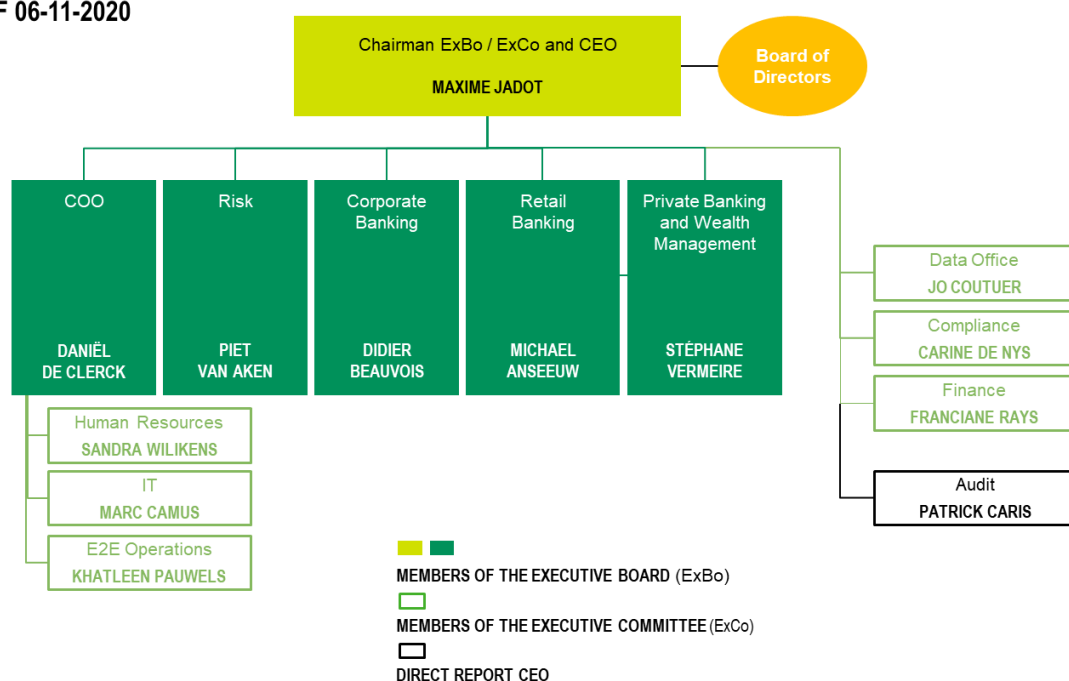 F 06-11-2020
Chairman ExBo / ExCo and CEO
MAXIME JADOT
Board of
Directors
COO
DANIËL
DE CLERCK
Risk
PIET
VAN AKEN
Corporate
Banking
DIDIER
BEAUVOIS
Retail
Banking
MICHAEL
ANSEEUW
Private Banking
and Wealth
Management
STÉPHANE
VERMEIRE
Data Office
JO COUTUER
Compliance
CARINE DE NYS
Finance
FRANCIANE RAYS
Audit
PATRICK CARIS
Human Resources
SANDRA WILIKENS
IT
MARC CAMUS
E2E Operations
KHATLEEN PAUWELS
MEMBERS OF THE EXECUTIVE BOARD (ExBo)
MEMBERS OF THE EXECUTIVE COMMITTEE (ExCo)
DIRECT REPORT CEO